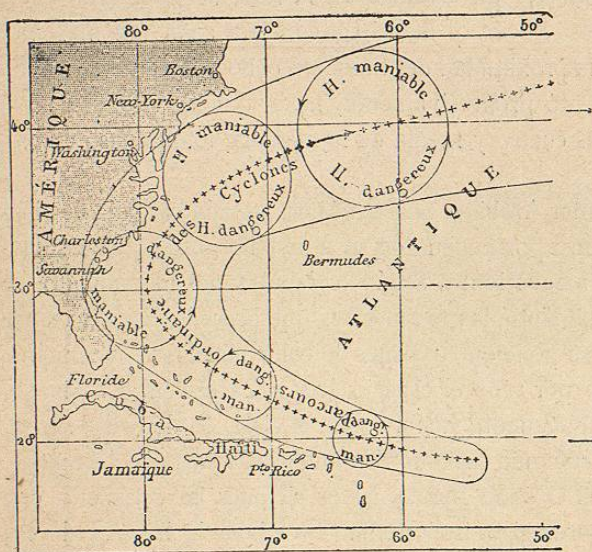 80° 70° 60° 50°
AMÉRIQUE.
Boston
New-York
40°
Washington
H. maniable
H. maniable
H. dangereux
Cyclones
H. dangereux
des
ATLANTIQUE
Charleston
Savannah
dangereux
maniable
Bermudes
30°
ordinaire
Parcours
Floride
dang.
man.
dang.
man.
Cuba
20°
Haïti
Jamaïque
Pto Rico
80° 70° 60° 50°